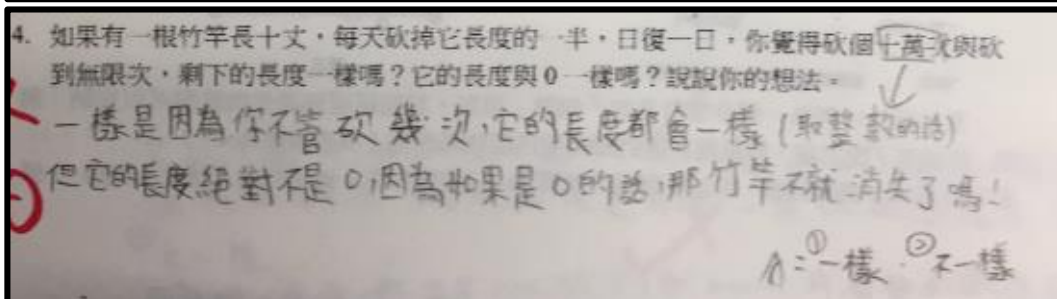 4. 如果有一根竹竿長十丈，每天砍掉它長度的一半，日復一日，你覺得砍個十萬次與砍
到無限次，剩下的長度一樣嗎？它的長度與0一樣嗎？說說你的想法。
一樣是因為你不管砍幾次，它的長度都會一樣(取整數的話)
但它的長度絕對不是0，因為如果是0的話，那竹竿不就消失了嗎！
A：①一樣 ②不一樣